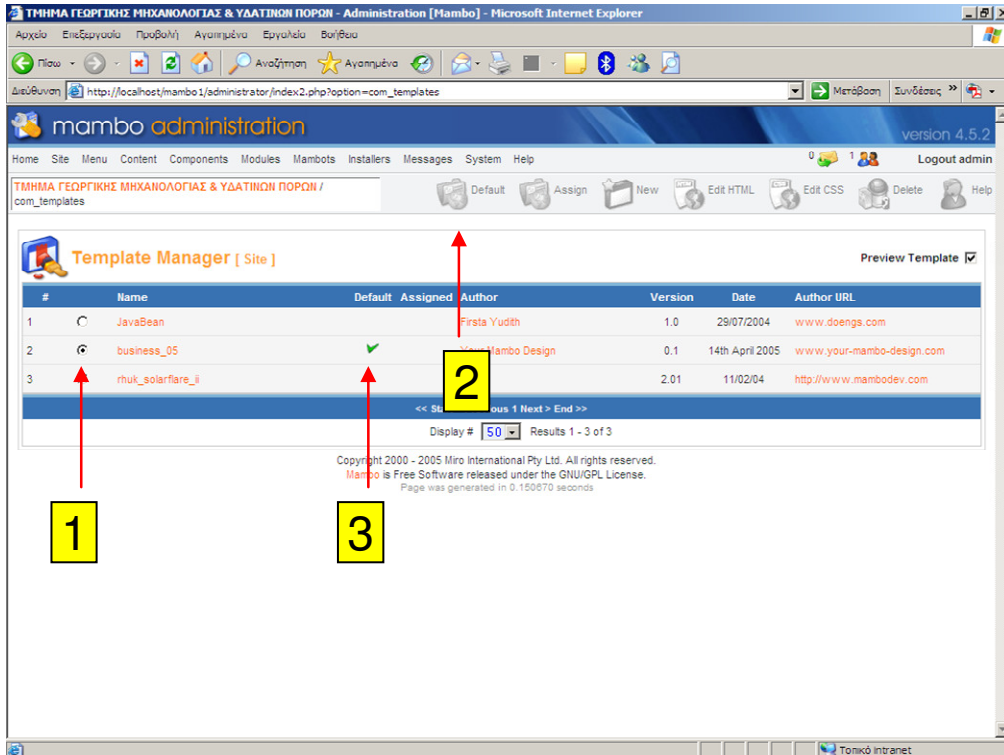 ΤΜΗΜΑ ΓΕΩΡΓΙΚΗΣ ΜΗΧΑΝΟΛΟΓΙΑΣ & ΥΔΑΤΙΝΩΝ ΠΟΡΩΝ - Administration [Mambo] - Microsoft Internet Explorer
Αρχείο Επεξεργασία Προβολή Αγαπημένα Εργαλεία Βοήθεια
Πίσω Αναζήτηση Αγαπημένα
Διεύθυνση http://localhost/mambo1/administrator/index2.php?option=com_templates Μετάβαση Συνδέσεις »
mambo administration
version 4.5.2
Home Site Menu Content Components Modules Mambots Installers Messages System Help 0 1 Logout admin
ΤΜΗΜΑ ΓΕΩΡΓΙΚΗΣ ΜΗΧΑΝΟΛΟΓΙΑΣ & ΥΔΑΤΙΝΩΝ ΠΟΡΩΝ /
com_templates
Default Assign New Edit HTML Edit CSS Delete Help
Template Manager [ Site ] Preview Template
# Name Default Assigned Author Version Date Author URL
1 JavaBean Firsta Yudith 1.0 29/07/2004 www.doengs.com
2 business_05 Your Mambo Design 0.1 14th April 2005 www.your-mambo-design.com
3 rhuk_solarflare_ii 2.01 11/02/04 http://www.mambodev.com
<< 1 Next > End >>
Display # 50 Results 1 - 3 of 3
Copyright 2000 - 2005 Miro International Pty Ltd. All rights reserved.
Mambo is Free Software released under the GNU/GPL License.
Page was generated in 0.150670 seconds
1
2
3
Τοπικό intranet